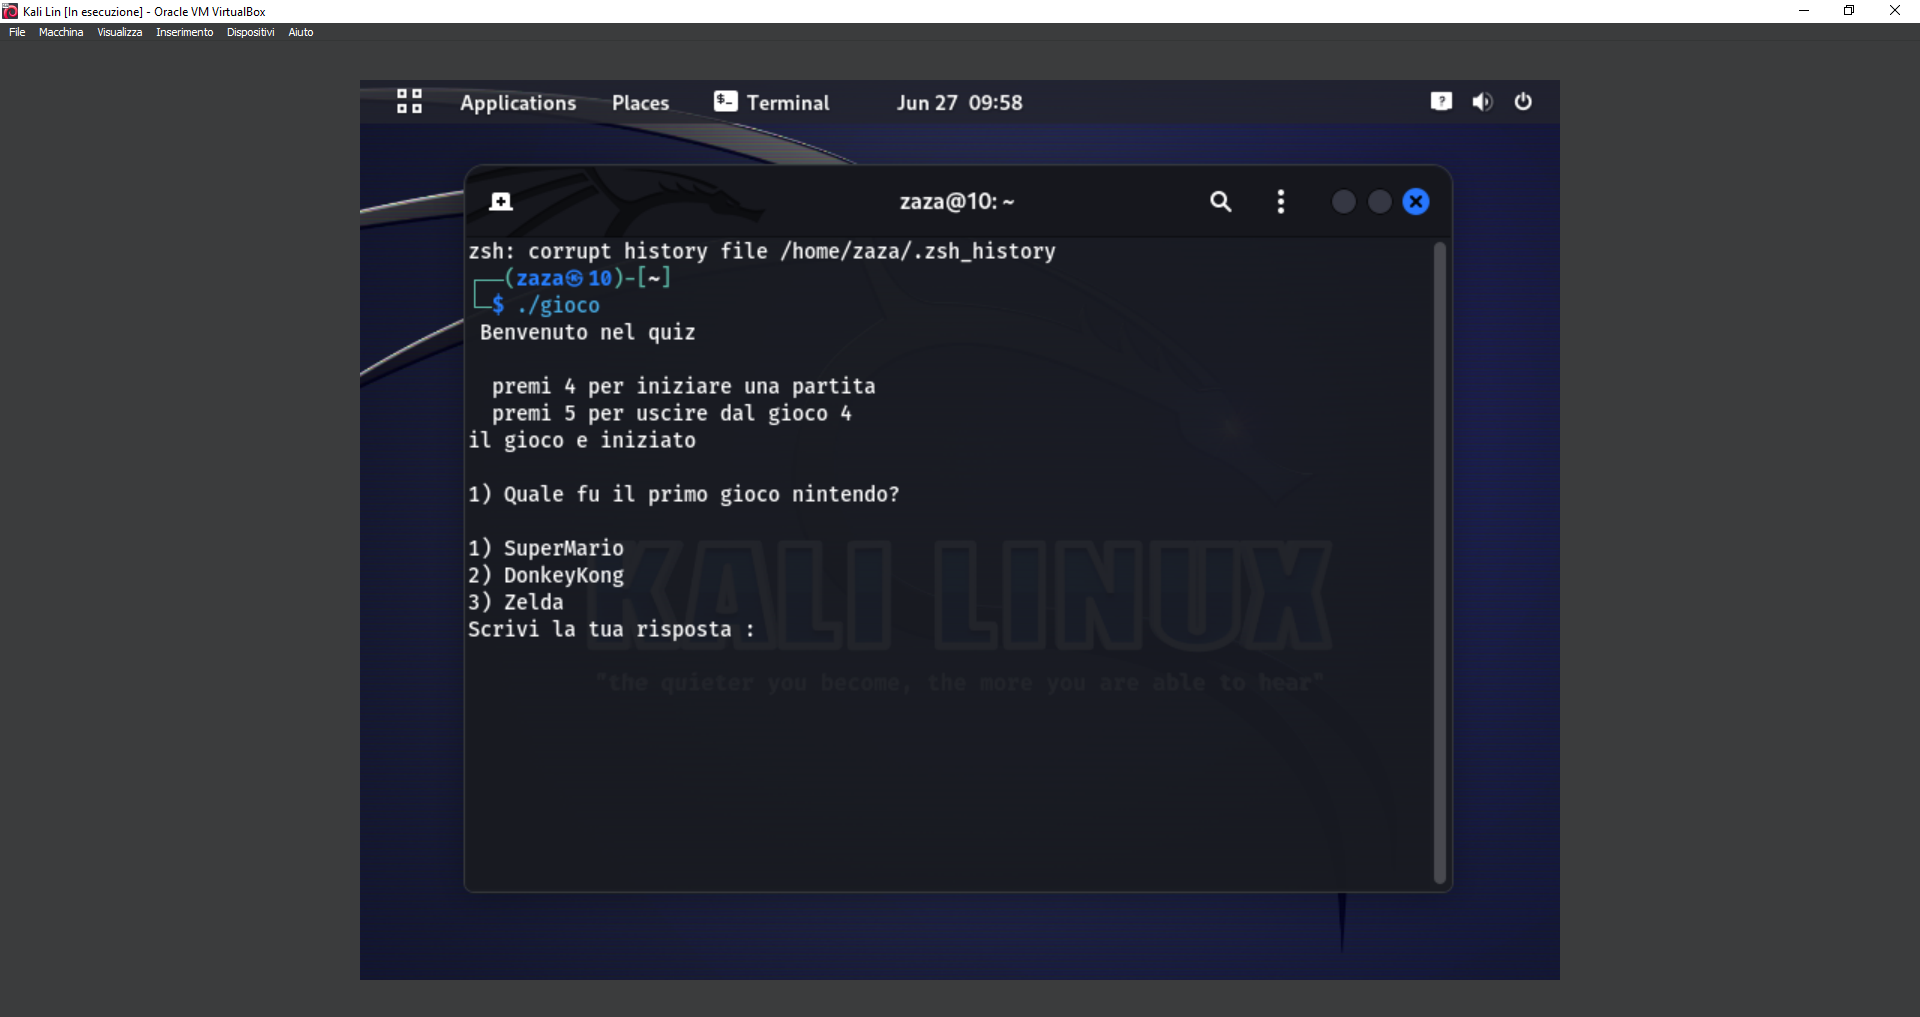 Kali Lin [In esecuzione] - Oracle VM VirtualBox
File Macchina Visualizza Inserimento Dispositivi Aiuto
Applications Places Terminal Jun 27 09:58
zaza@10: ~
zsh: corrupt history file /home/zaza/.zsh_history
┌──(zaza㉿10)-[~]
└─$ ./gioco
Benvenuto nel quiz
premi 4 per iniziare una partita
premi 5 per uscire dal gioco 4
il gioco e iniziato
1) Quale fu il primo gioco nintendo?
1) SuperMario
2) DonkeyKong
3) Zelda
Scrivi la tua risposta :
KALI LINUX
"the quieter you become, the more you are able to hear"